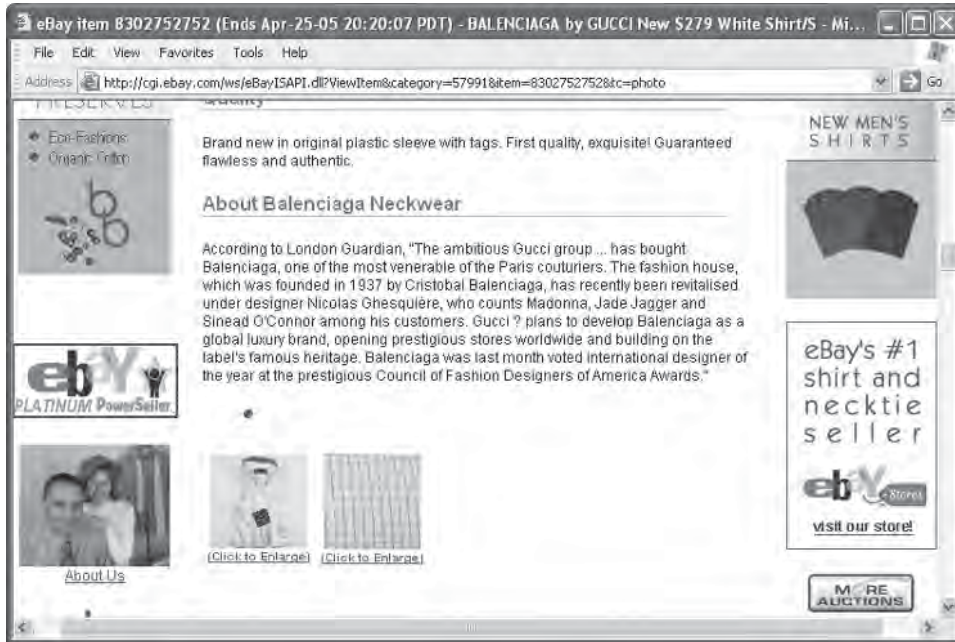 eBay item 8302752752 (Ends Apr-25-05 20:20:07 PDT) - BALENCIAGA by GUCCI New $279 White Shirt/S - Mi...
File Edit View Favorites Tools Help
Address http://cgi.ebay.com/ws/eBayISAPI.dll?ViewItem&category=57991&item=8302752752&tc=photo Go
PRESERVES
Eco-Fashions
Organic Cotton
Quality
Brand new in original plastic sleeve with tags. First quality, exquisite! Guaranteed
flawless and authentic.
About Balenciaga Neckwear
According to London Guardian, "The ambitious Gucci group ... has bought
Balenciaga, one of the most venerable of the Paris couturiers. The fashion house,
which was founded in 1937 by Cristobal Balenciaga, has recently been revitalised
under designer Nicolas Ghesquière, who counts Madonna, Jade Jagger and
Sinead O'Connor among his customers. Gucci ? plans to develop Balenciaga as a
global luxury brand, opening prestigious stores worldwide and building on the
label's famous heritage. Balenciaga was last month voted international designer of
the year at the prestigious Council of Fashion Designers of America Awards."
ebY
PLATINUM PowerSeller
(Click to Enlarge) (Click to Enlarge)
About Us
NEW MEN'S
SHIRTS
eBay's #1
shirt and
necktie
seller
ebY Stores
visit our store!
MORE
AUCTIONS